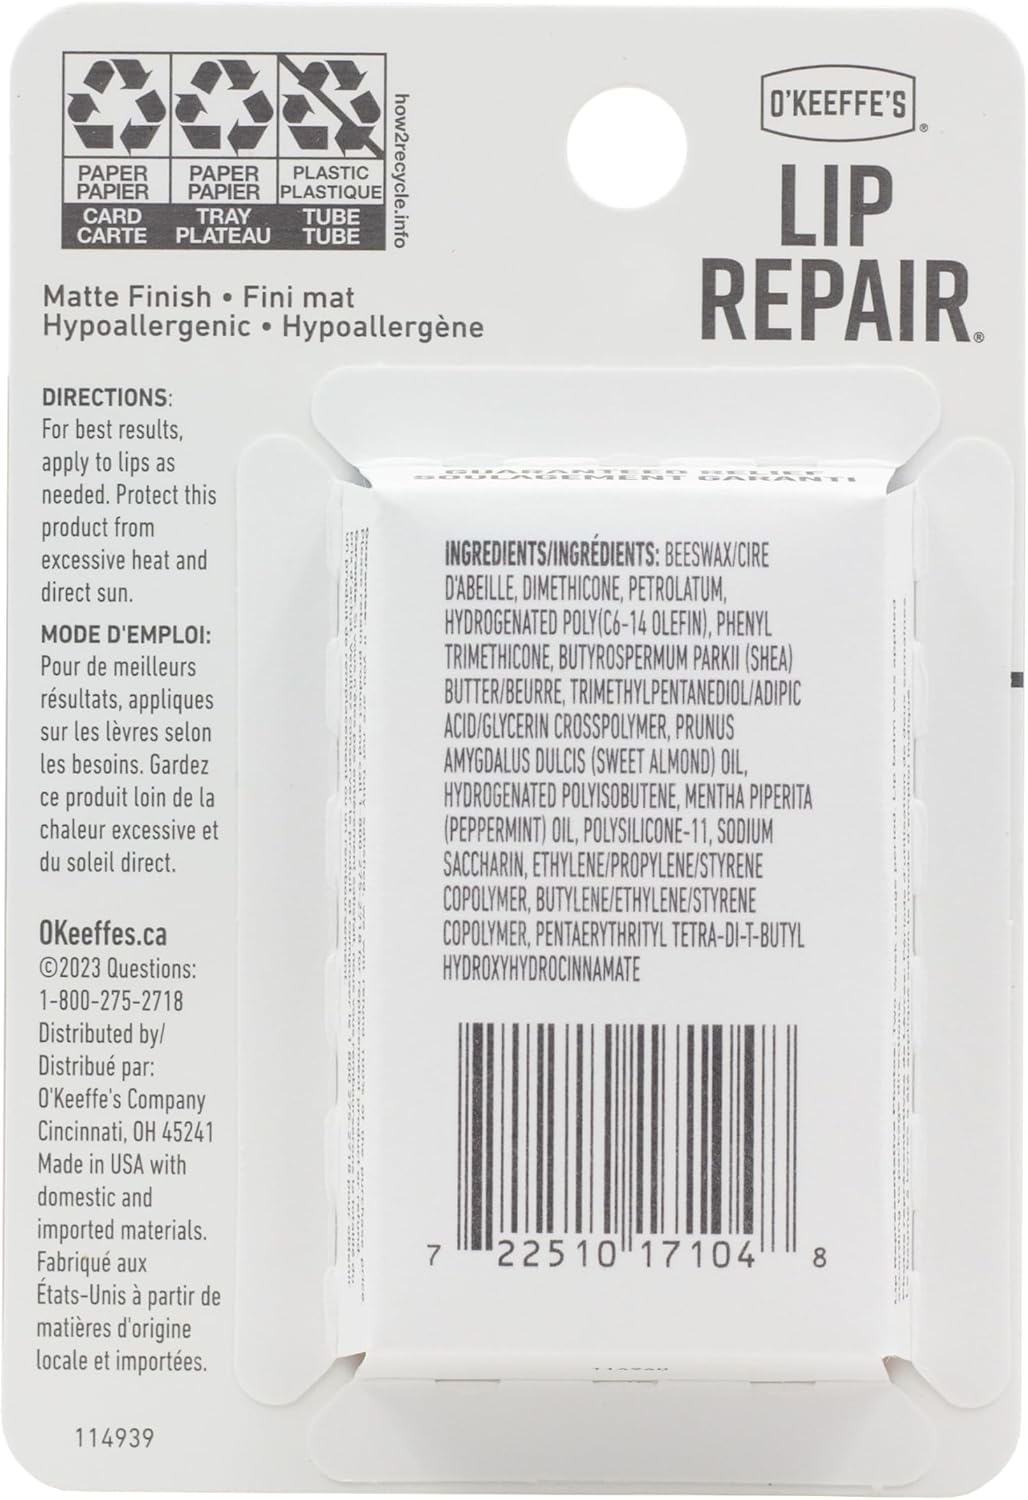 PAPER
PAPIER
CARD
CARTE
PAPER
PAPIER
TRAY
PLATEAU
PLASTIC
PLASTIQUE
TUBE
TUBE
how2recycle.info
O'KEEFFE'S®
LIP
REPAIR®
Matte Finish • Fini mat
Hypoallergenic • Hypoallergène
DIRECTIONS:
For best results,
apply to lips as
needed. Protect this
product from
excessive heat and
direct sun.
MODE D'EMPLOI:
Pour de meilleurs
résultats, appliques
sur les lèvres selon
les besoins. Gardez
ce produit loin de la
chaleur excessive et
du soleil direct.
OKeeffes.ca
©2023 Questions:
1-800-275-2718
Distributed by/
Distribué par:
O'Keeffe's Company
Cincinnati, OH 45241
Made in USA with
domestic and
imported materials.
Fabriqué aux
États-Unis à partir de
matières d'origine
locale et importées.
114939
GUARANTEED RELIEF
SOULAGEMENT GARANTI
INGREDIENTS/INGRÉDIENTS: BEESWAX/CIRE
D'ABEILLE, DIMETHICONE, PETROLATUM,
HYDROGENATED POLY(C6-14 OLEFIN), PHENYL
TRIMETHICONE, BUTYROSPERMUM PARKII (SHEA)
BUTTER/BEURRE, TRIMETHYLPENTANEDIOL/ADIPIC
ACID/GLYCERIN CROSSPOLYMER, PRUNUS
AMYGDALUS DULCIS (SWEET ALMOND) OIL,
HYDROGENATED POLYISOBUTENE, MENTHA PIPERITA
(PEPPERMINT) OIL, POLYSILICONE-11, SODIUM
SACCHARIN, ETHYLENE/PROPYLENE/STYRENE
COPOLYMER, BUTYLENE/ETHYLENE/STYRENE
COPOLYMER, PENTAERYTHRITYL TETRA-DI-T-BUTYL
HYDROXYHYDROCINNAMATE
7 22510 17104 8